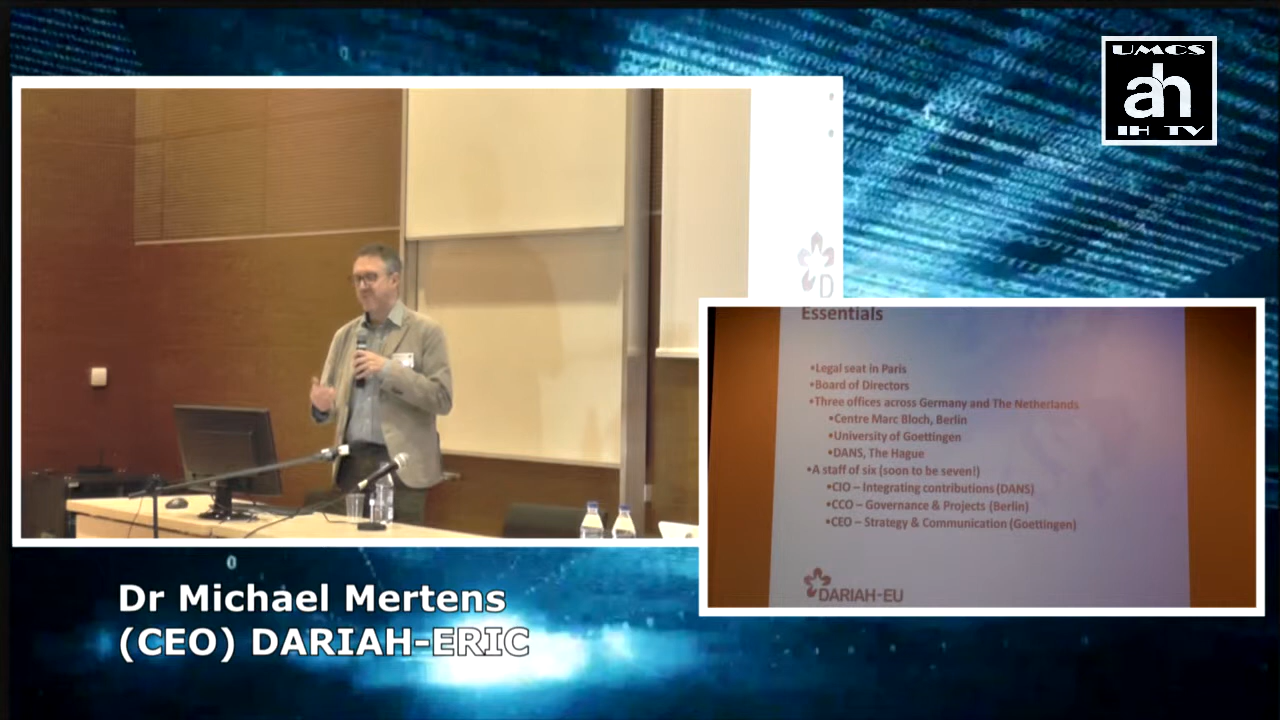 UMCS
ah
IH TV
D
Essentials
•Legal seat in Paris
•Board of Directors
•Three offices across Germany and The Netherlands
•Centre Marc Bloch, Berlin
•University of Goettingen
•DANS, The Hague
•A staff of six (soon to be seven!)
•CIO – Integrating contributions (DANS)
•CCO – Governance & Projects (Berlin)
•CEO – Strategy & Communication (Goettingen)
DARIAH-EU
Dr Michael Mertens
(CEO) DARIAH-ERIC